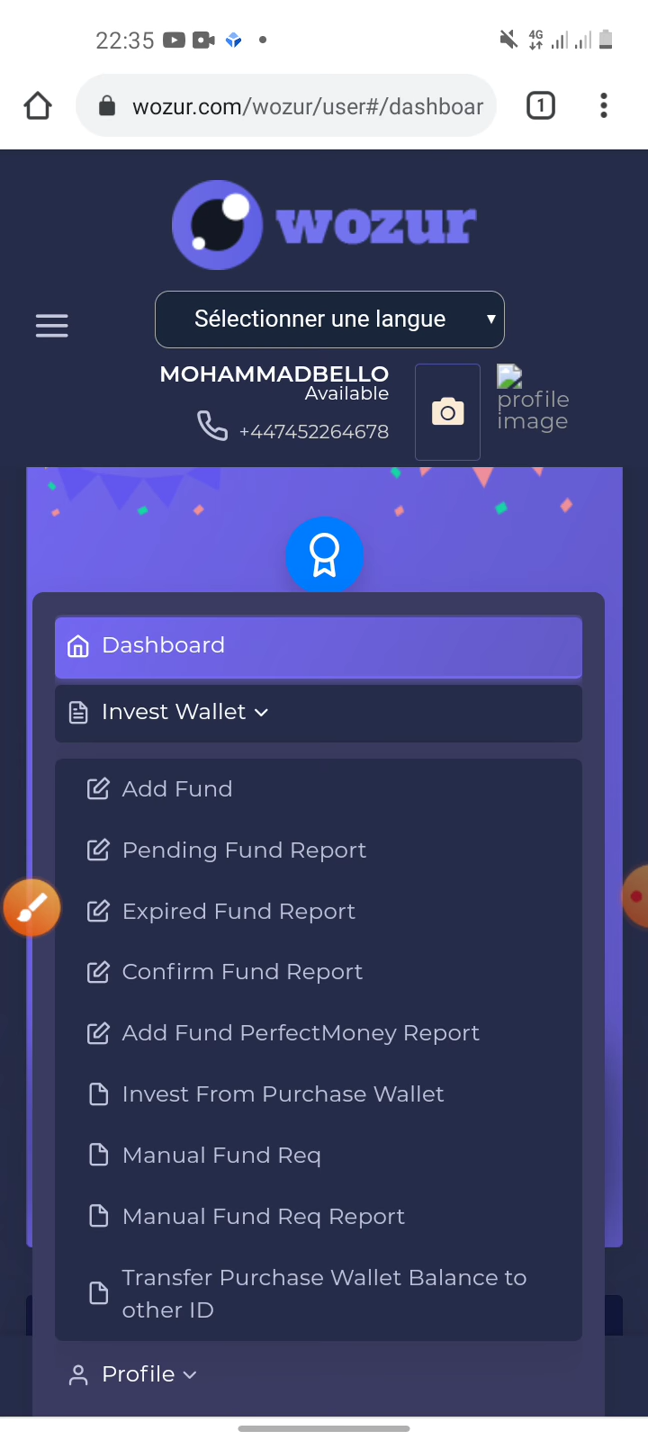 22:35
4G
wozur.com/wozur/user#/dashboar
1
wozur
Sélectionner une langue
MOHAMMADBELLO
Available
+447452264678
profile
image
Dashboard
Invest Wallet
Add Fund
Pending Fund Report
Expired Fund Report
Confirm Fund Report
Add Fund PerfectMoney Report
Invest From Purchase Wallet
Manual Fund Req
Manual Fund Req Report
Transfer Purchase Wallet Balance to
other ID
Profile